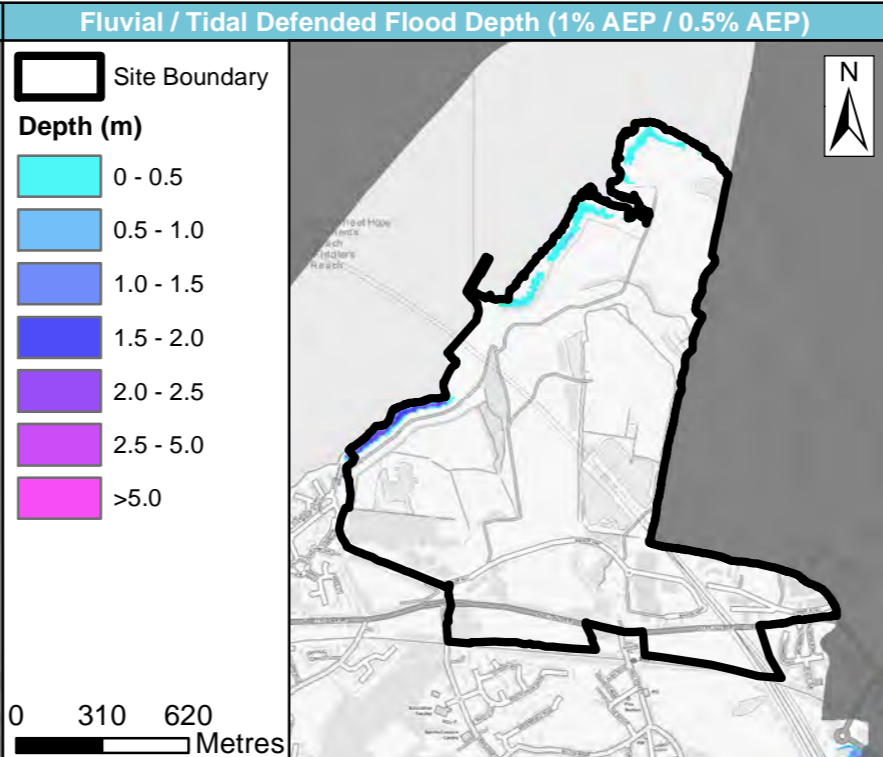 Fluvial / Tidal Defended Flood Depth (1% AEP / 0.5% AEP)
Site Boundary
Depth (m)
0 - 0.5
0.5 - 1.0
1.0 - 1.5
1.5 - 2.0
2.0 - 2.5
2.5 - 5.0
>5.0
0 310 620
Metres
N
Hope
Reach